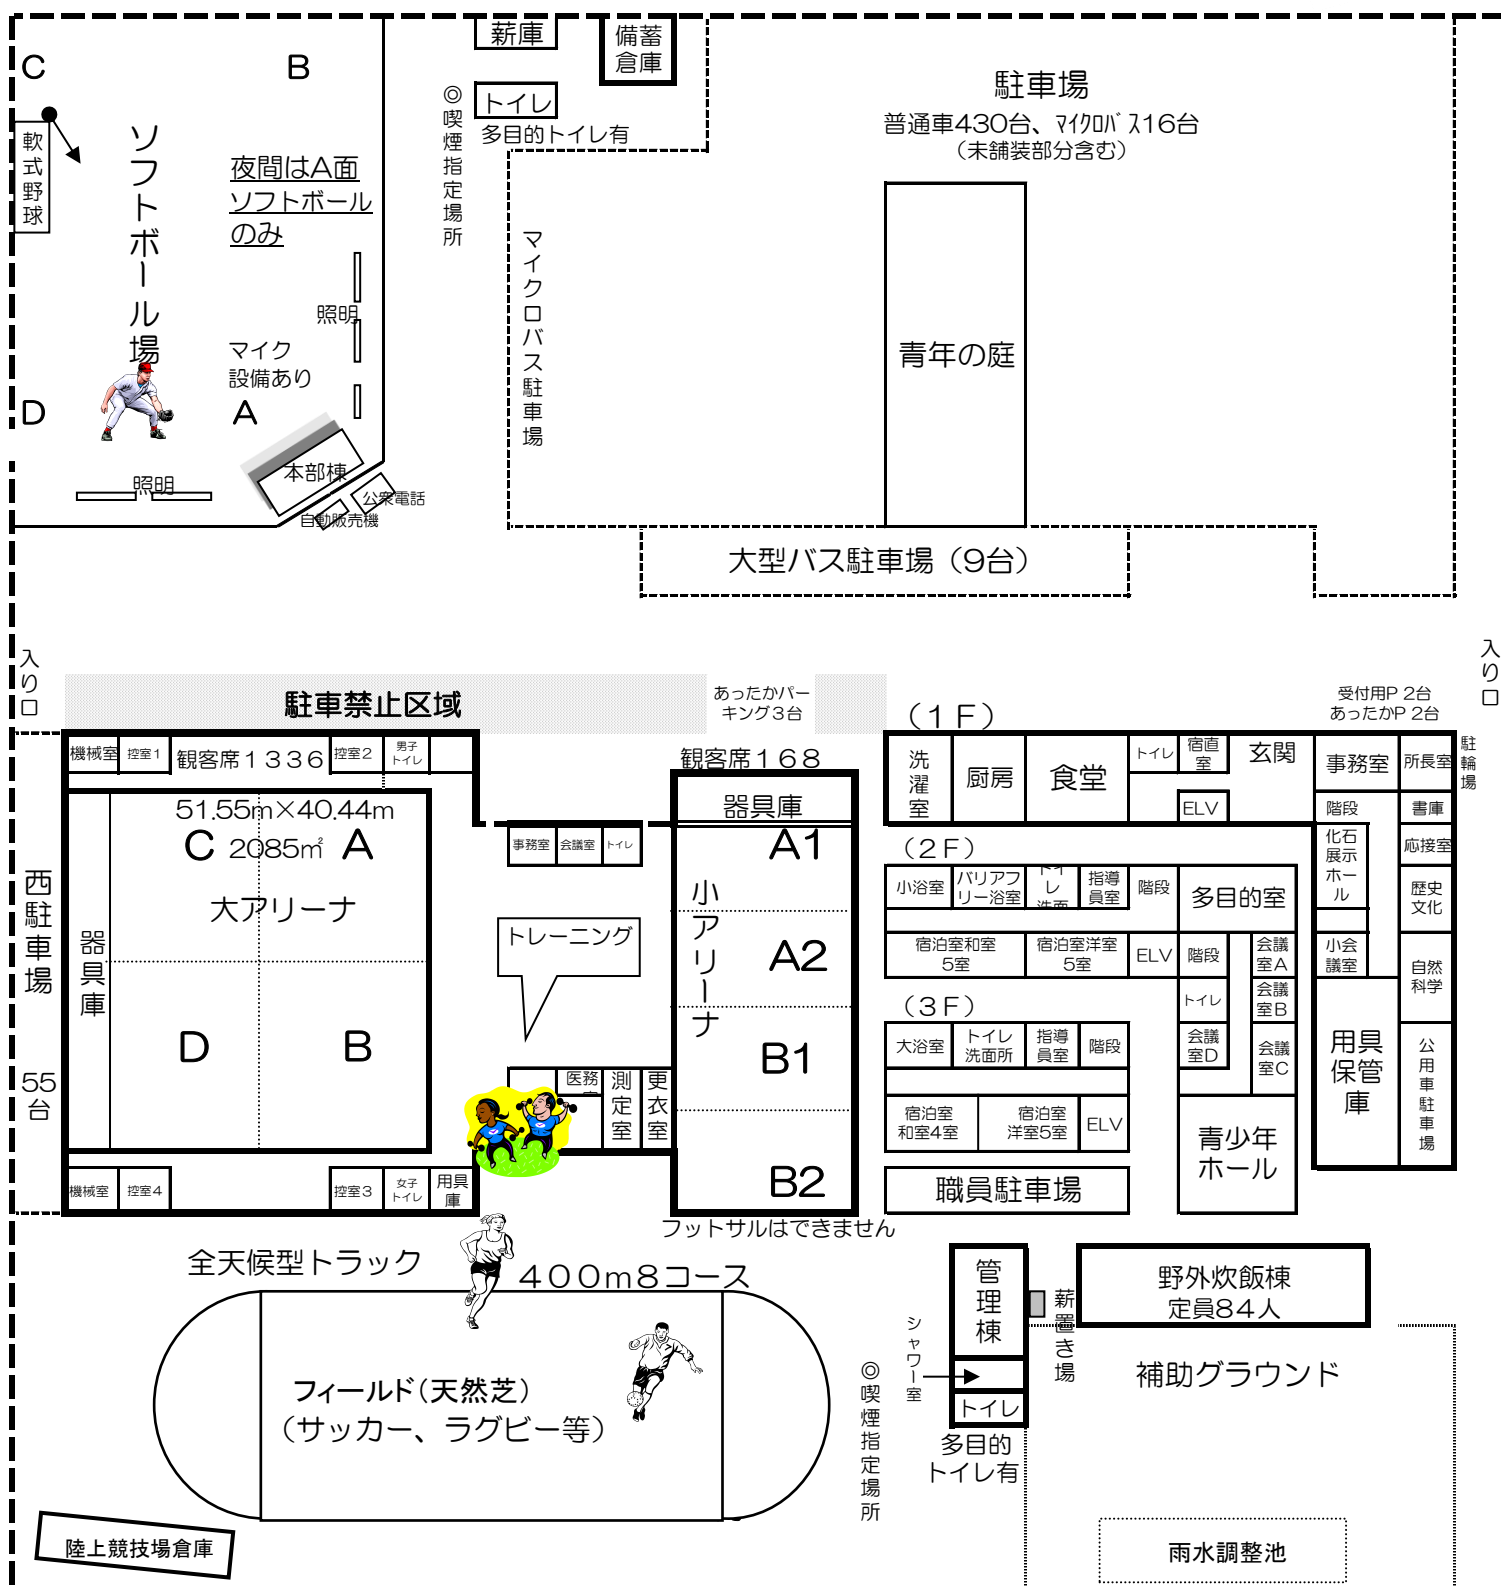 薪庫
備蓄
倉庫
C
B
◎喫煙指定場所
トイレ
多目的トイレ有
駐車場
普通車430台、マイクロバス16台
（未舗装部分含む）
軟式野球
ソフトボール場
夜間はA面
ソフトボール
のみ
マイクロバス駐車場
照明
マイク
設備あり
青年の庭
D
A
本部棟
照明
公衆電話
自動販売機
大型バス駐車場（9台）
入り口
入り口
駐車禁止区域
あったかパー
キング3台
受付用P 2台
あったかP 2台
（1F）
機械室
控室1
観客席1336
控室2
男子
トイレ
観客席168
洗濯室
厨房
食堂
トイレ
宿直
室
玄関
事務室
所長室
駐輪場
51.55m×40.44m
C
2085㎡
A
大アリーナ
器具庫
ELV
階段
書庫
事務室
会議室
トイレ
A1
（2F）
化石
展示
ホー
ル
応接室
西駐車場
55
台
器具庫
小アリーナ
小浴室
バリアフ
リー浴室
指導
員室
階段
多目的室
歴史
文化
トレーニング
A2
宿泊室和室
5室
宿泊室洋室
5室
ELV
階段
会議
室A
小会
議室
自然
科学
（3F）
トイレ
会議
室B
D
B
B1
大浴室
トイレ
洗面所
指導
員室
階段
会議
室D
会議
室C
用具
保管
庫
公用車駐車場
医務
測定室
更衣室
宿泊室
和室4室
宿泊室
洋室5室
ELV
青少年
ホール
機械室
控室4
控室3
女子
トイレ
用具
庫
B2
職員駐車場
フットサルはできません
全天候型トラック
400m8コース
管理棟
薪置き場
野外炊飯棟
定員84人
シャワー室
フィールド（天然芝）
（サッカー、ラグビー等）
◎喫煙指定場所
トイレ
多目的
トイレ有
補助グラウンド
陸上競技場倉庫
雨水調整池